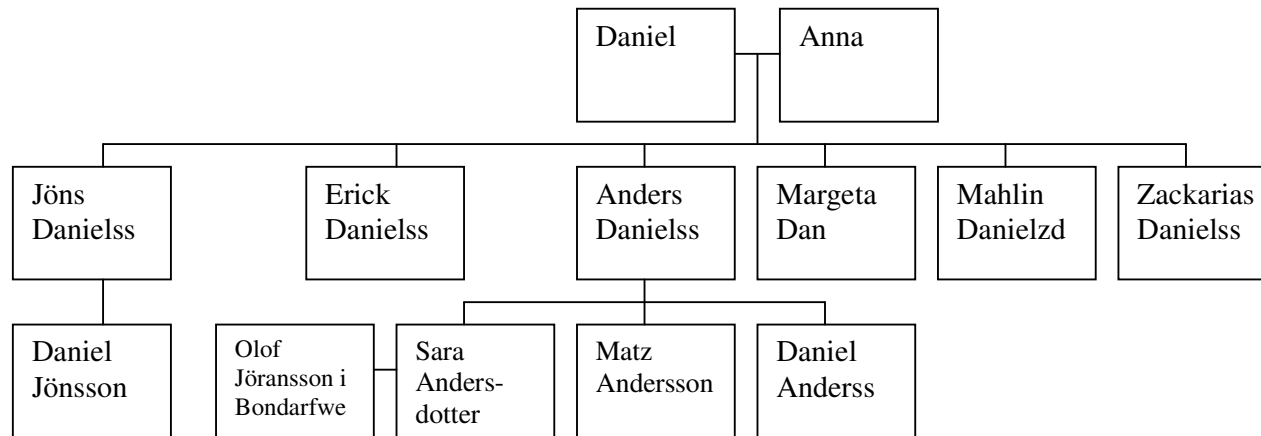 Daniel
Anna
Jöns
Danielss
Erick
Danielss
Anders
Danielss
Margeta
Dan
Mahlin
Danielzd
Zackarias
Danielss
Daniel
Jönsson
Olof
Jöransson i
Bondarfwe
Sara
Anders-
dotter
Matz
Andersson
Daniel
Anderss